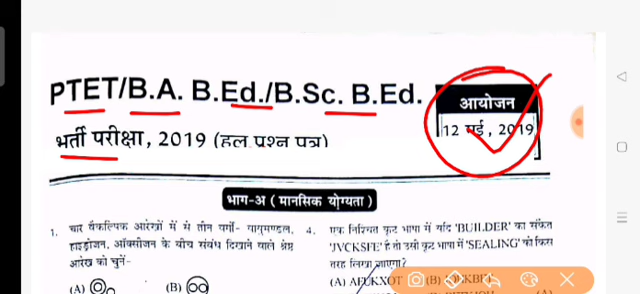 PTET/B.A. B.Ed./B.Sc. B.Ed.
भर्ती परीक्षा, 2019 (हल प्रश्न पत्र)
आयोजन
12 मई, 2019
भाग-अ ( मानसिक योग्यता )
1. चार वैकल्पिक आरेखों में से तीन वर्गों- वायुमण्डल,
हाइड्रोजन, ऑक्सीजन के बीच संबंध दिखाने वाले श्रेष्ठ
आरेख को चुनें-
(A)
(B)
4. एक निश्चित कूट भाषा में यदि 'BUILDER' का संकेत
'JVCKSFE' है तो उसी कूट भाषा में 'SEALING' को किस
तरह लिखा जाएगा?
(A)
(B)